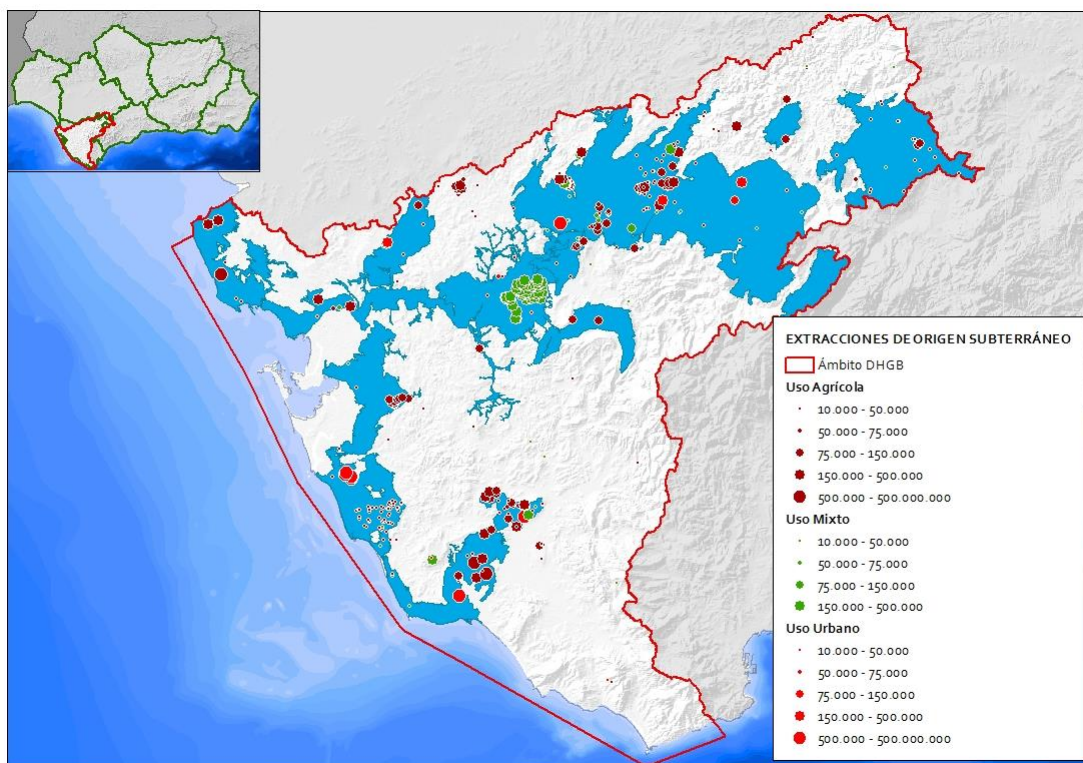 EXTRACCIONES DE ORIGEN SUBTERRÁNEO
Ámbito DHGB
Uso Agrícola
10.000 - 50.000
50.000 - 75.000
75.000 - 150.000
150.000 - 500.000
500.000 - 500.000.000
Uso Mixto
10.000 - 50.000
50.000 - 75.000
75.000 - 150.000
150.000 - 500.000
Uso Urbano
10.000 - 50.000
50.000 - 75.000
75.000 - 150.000
150.000 - 500.000
500.000 - 500.000.000